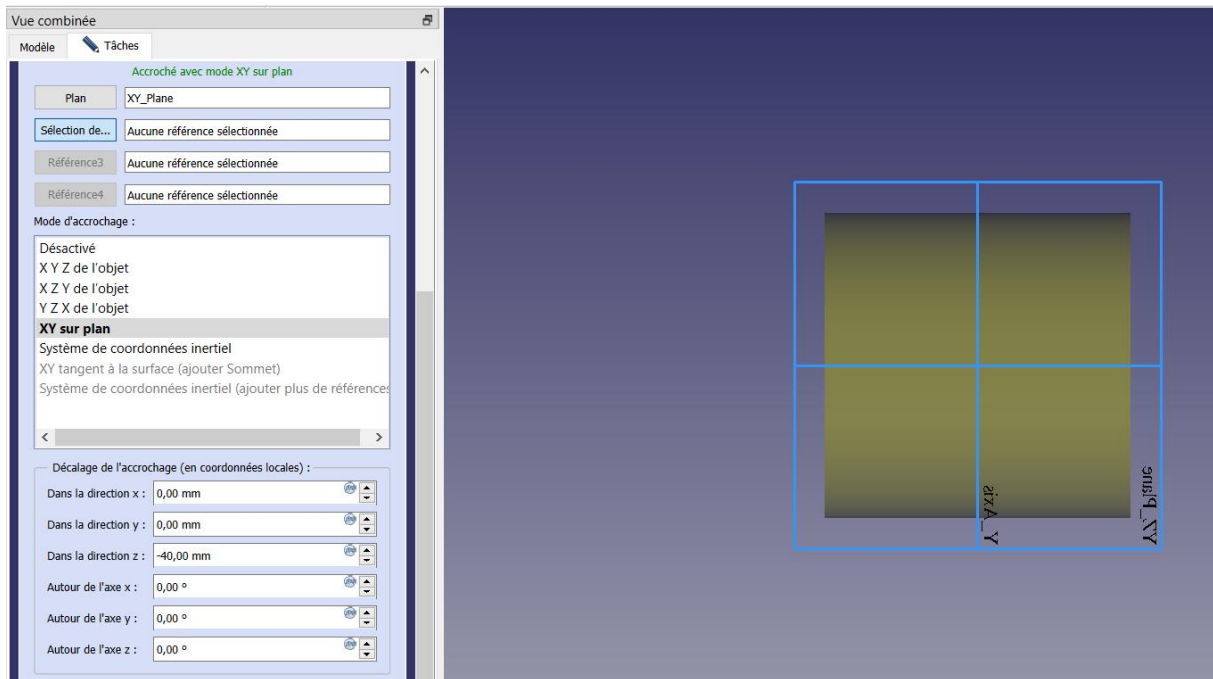 Vue combinée
Modèle
Tâches
Accroché avec mode XY sur plan
Plan XY_Plane
Sélection de... Aucune référence sélectionnée
Référence3 Aucune référence sélectionnée
Référence4 Aucune référence sélectionnée
Mode d'accrochage :
Désactivé
X Y Z de l'objet
X Z Y de l'objet
Y Z X de l'objet
XY sur plan
Système de coordonnées inertiel
XY tangent à la surface (ajouter Sommet)
Système de coordonnées inertiel (ajouter plus de références
Décalage de l'accrochage (en coordonnées locales) :
Dans la direction x : 0,00 mm
Dans la direction y : 0,00 mm
Dans la direction z : -40,00 mm
Autour de l'axe x : 0,00 °
Autour de l'axe y : 0,00 °
Autour de l'axe z : 0,00 °
Y_Axis
YZ_Plane